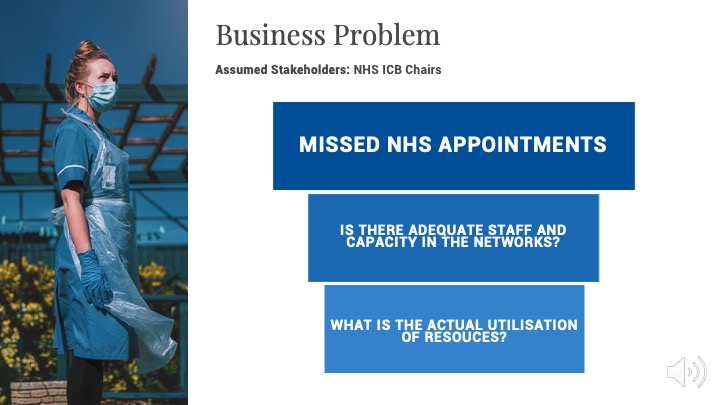 Business Problem
Assumed Stakeholders: NHS ICB Chairs
MISSED NHS APPOINTMENTS
IS THERE ADEQUATE STAFF AND
CAPACITY IN THE NETWORKS?
WHAT IS THE ACTUAL UTILISATION
OF RESOUCES?